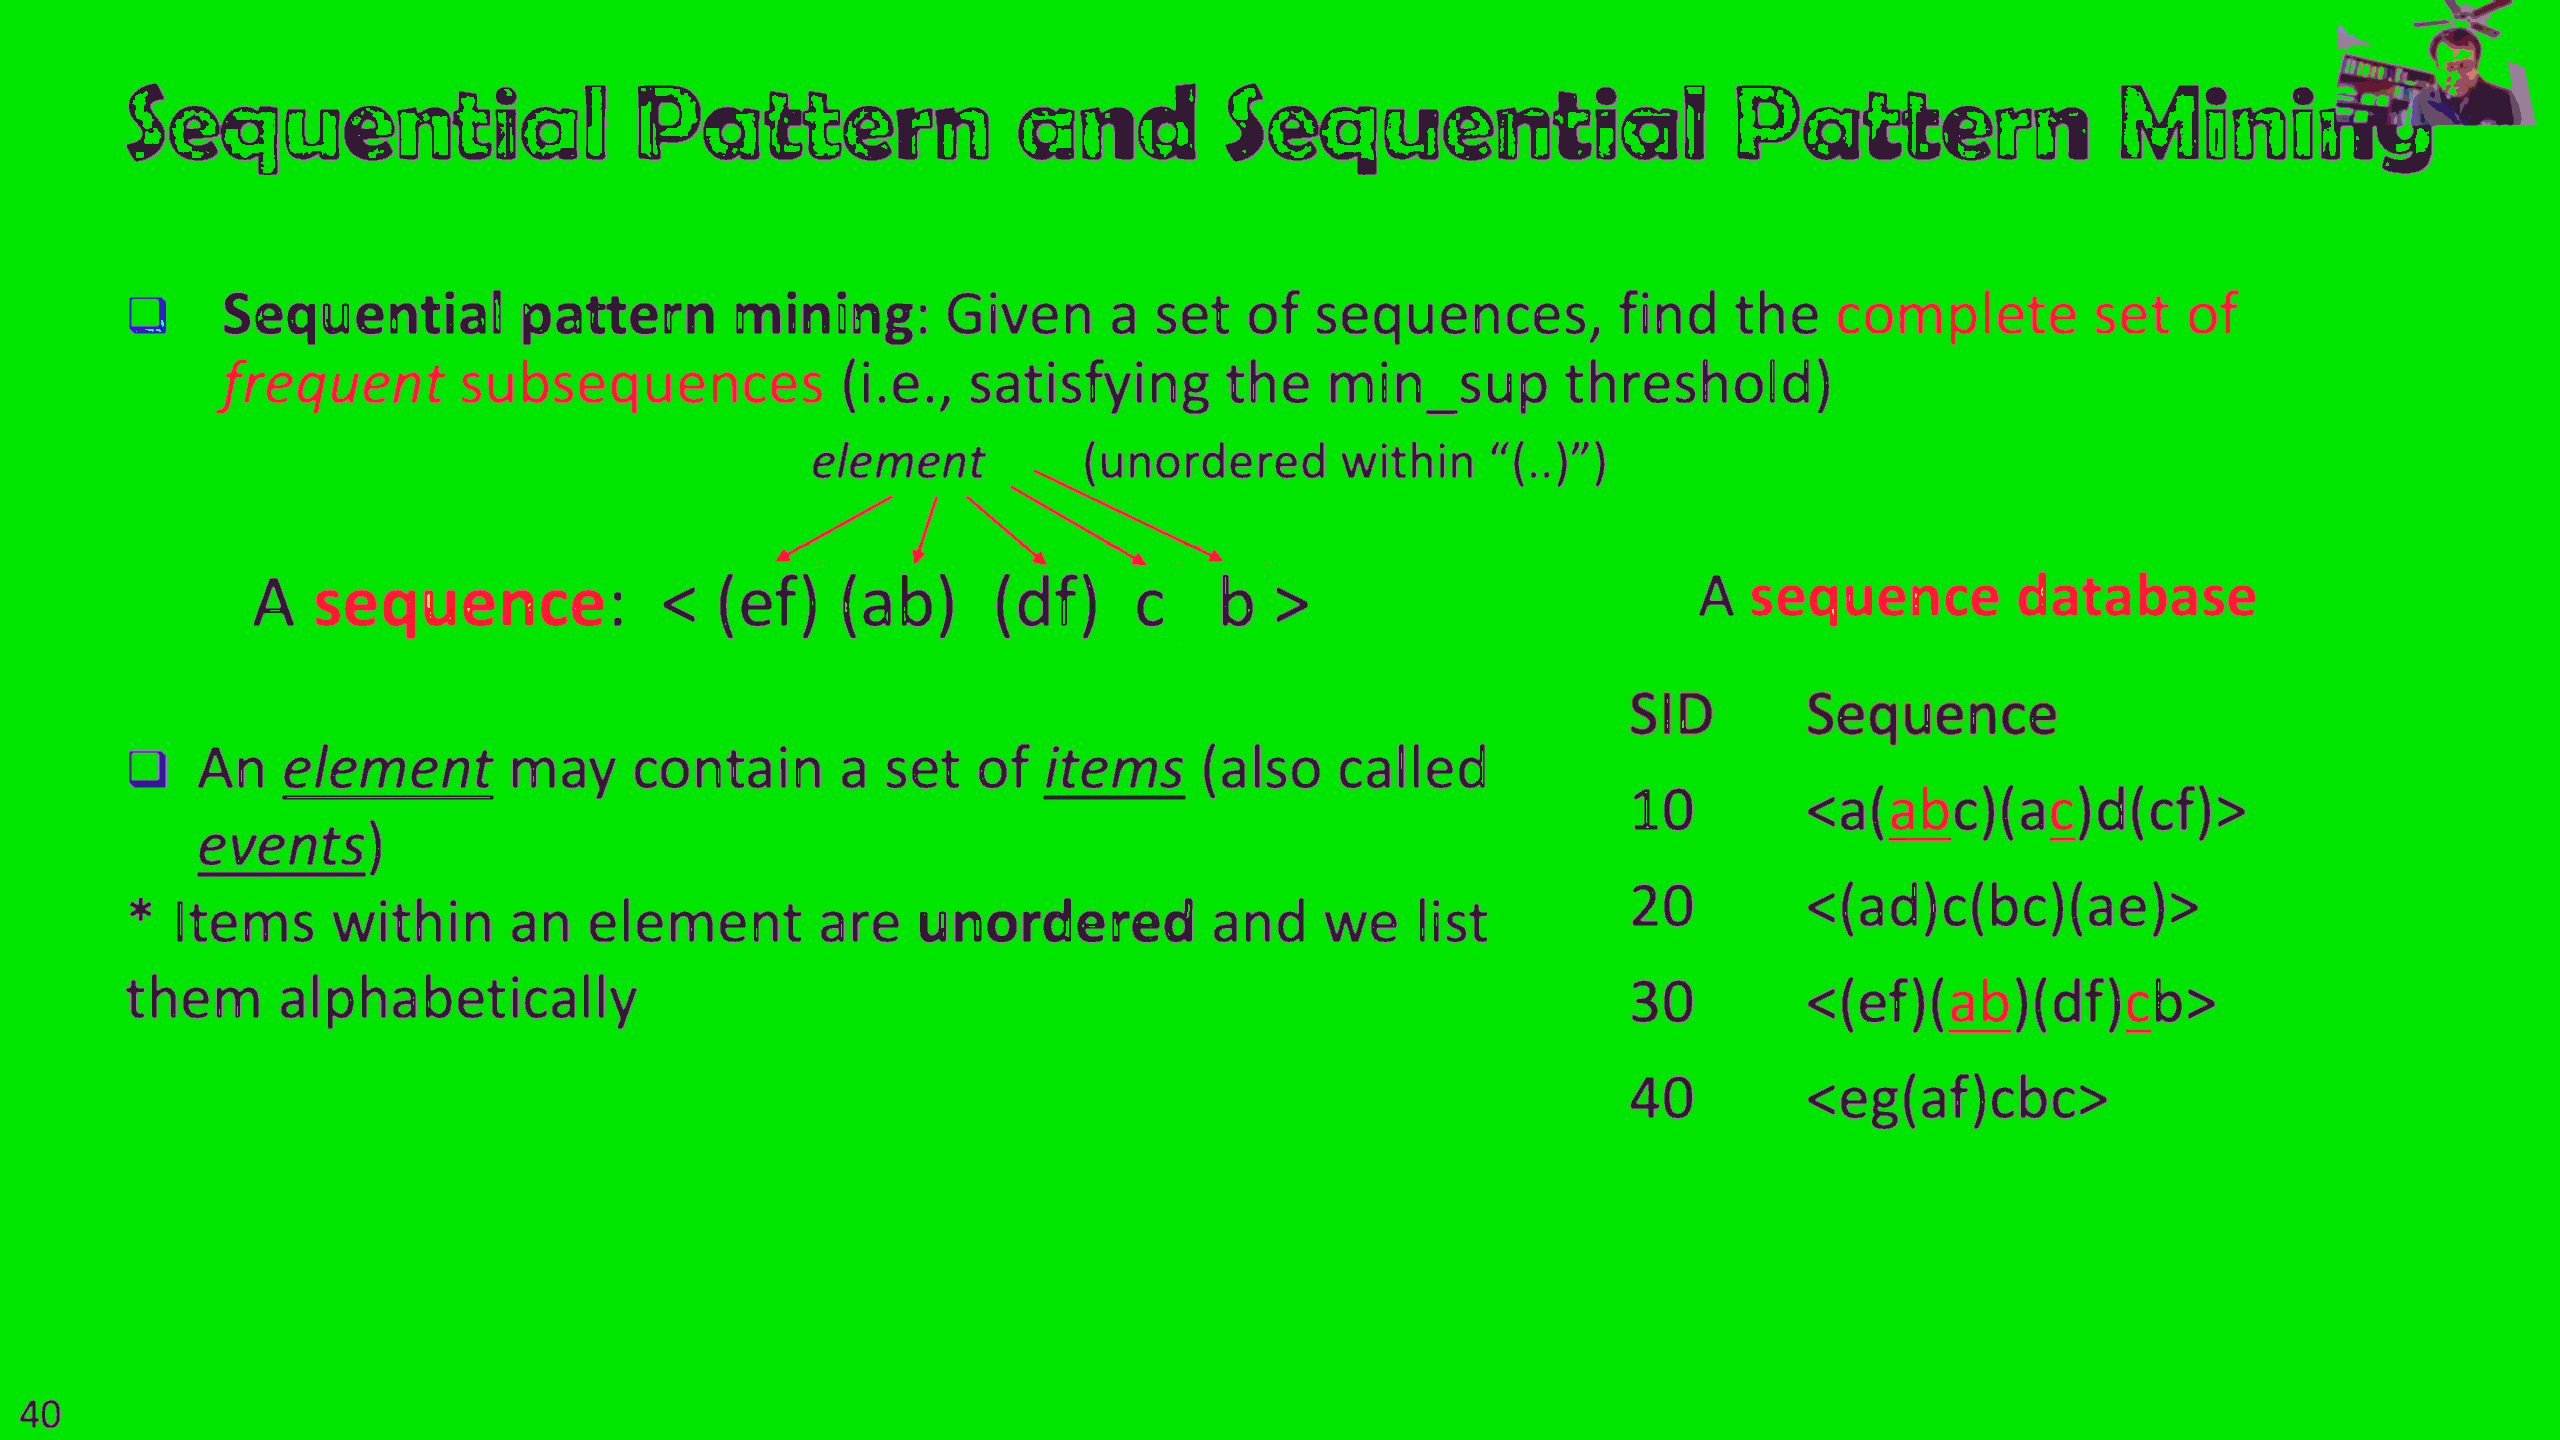 Sequential Pattern and Sequential Pattern Mining
❑ Sequential pattern mining: Given a set of sequences, find the complete set of
frequent subsequences (i.e., satisfying the min_sup threshold)
element (unordered within “(..)”)
A sequence: < (ef) (ab) (df) c b >
A sequence database
❑ An element may contain a set of items (also called
events)
* Items within an element are unordered and we list
them alphabetically
SID Sequence
10 <a(abc)(ac)d(cf)>
20 <(ad)c(bc)(ae)>
30 <(ef)(ab)(df)cb>
40 <eg(af)cbc>
40